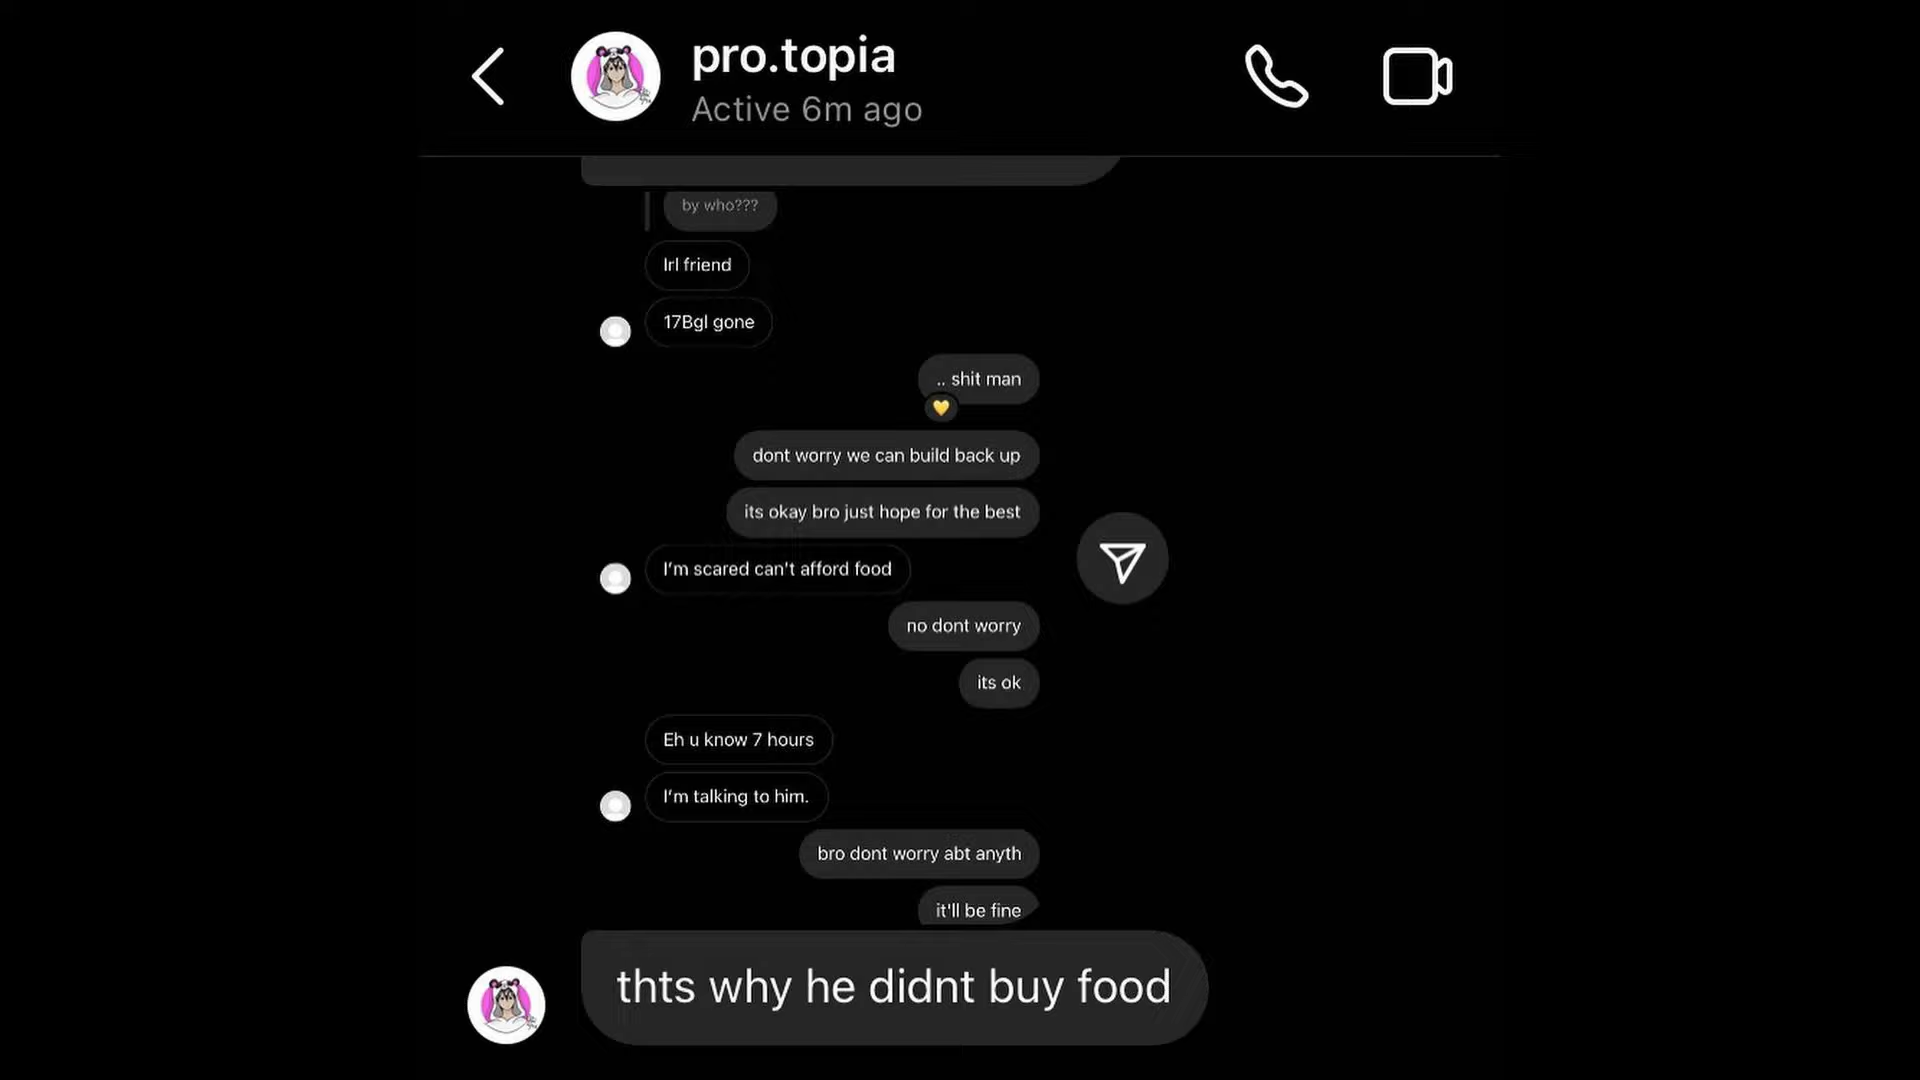 pro.topia
Active 6m ago
by who???
Irl friend
17Bgl gone
.. shit man
dont worry we can build back up
its okay bro just hope for the best
I'm scared can't afford food
no dont worry
its ok
Eh u know 7 hours
I'm talking to him.
bro dont worry abt anyth
it'll be fine
thts why he didnt buy food